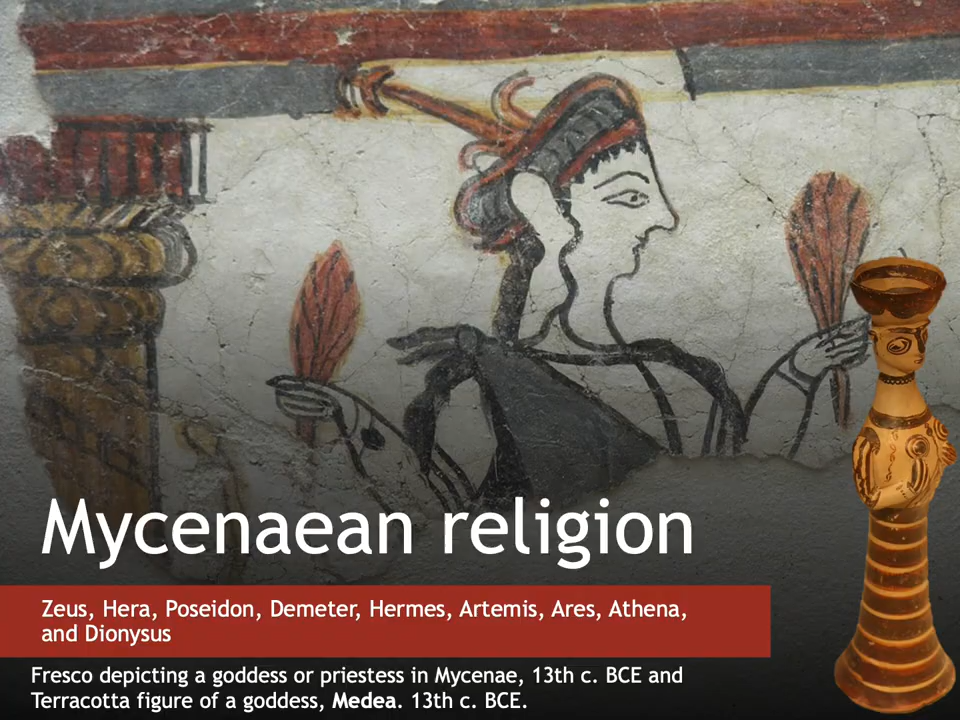 Mycenaean religion
Zeus, Hera, Poseidon, Demeter, Hermes, Artemis, Ares, Athena,
and Dionysus
Fresco depicting a goddess or priestess in Mycenae, 13th c. BCE and
Terracotta figure of a goddess, Medea. 13th c. BCE.